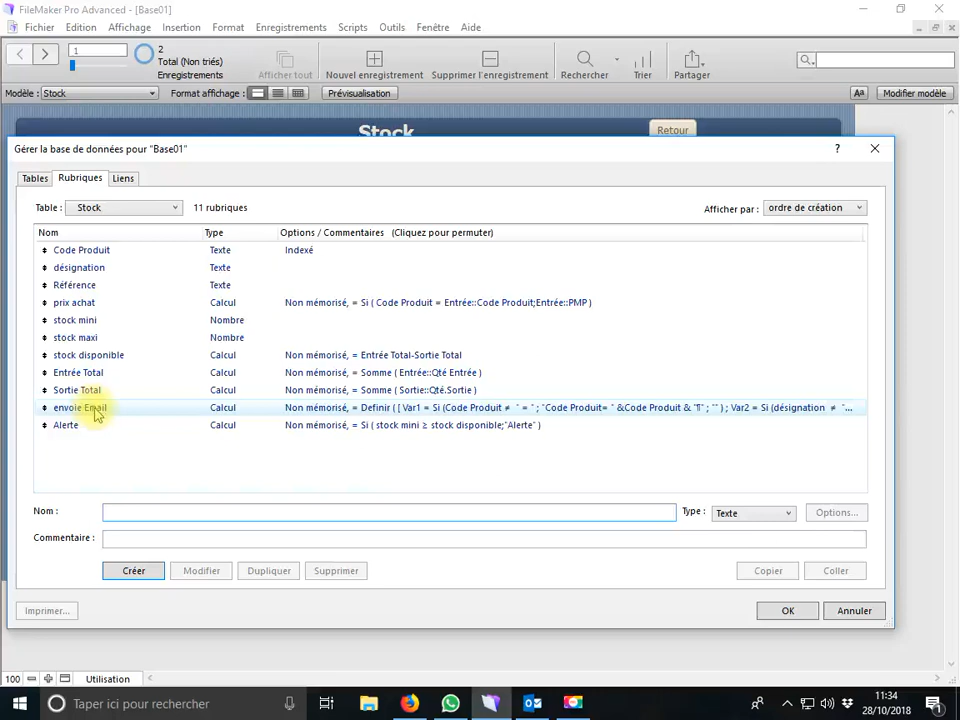 FileMaker Pro Advanced - [Base01]
Fichier Edition Affichage Insertion Format Enregistrements Scripts Outils Fenêtre Aide
1
2
Total (Non triés)
Enregistrements
Afficher tout
Nouvel enregistrement
Supprimer l'enregistrement
Rechercher
Trier
Partager
Modèle : Stock
Format affichage :
Prévisualisation
Aa
Modifier modèle
Stock
Retour
Gérer la base de données pour "Base01"
?
Tables Rubriques Liens
Table : Stock 11 rubriques Afficher par : ordre de création
Nom Type Options / Commentaires (Cliquez pour permuter)
Code Produit Texte Indexé
désignation Texte
Référence Texte
prix achat Calcul Non mémorisé, = Si ( Code Produit = Entrée::Code Produit;Entrée::PMP )
stock mini Nombre
stock maxi Nombre
stock disponible Calcul Non mémorisé, = Entrée Total-Sortie Total
Entrée Total Calcul Non mémorisé, = Somme ( Entrée::Qté Entrée )
Sortie Total Calcul Non mémorisé, = Somme ( Sortie::Qté.Sortie )
envoie Email Calcul Non mémorisé, = Definir ( [ Var1 = Si (Code Produit ≠ " = " ; "Code Produit= " &Code Produit & "¶" ; "" ) ; Var2 = Si (désignation ≠ "...
Alerte Calcul Non mémorisé, = Si ( stock mini ≥ stock disponible;"Alerte" )
Nom : Type : Texte Options...
Commentaire :
Créer Modifier Dupliquer Supprimer Copier Coller
Imprimer... OK Annuler
100 Utilisation
Taper ici pour rechercher
11:34
28/10/2018
1